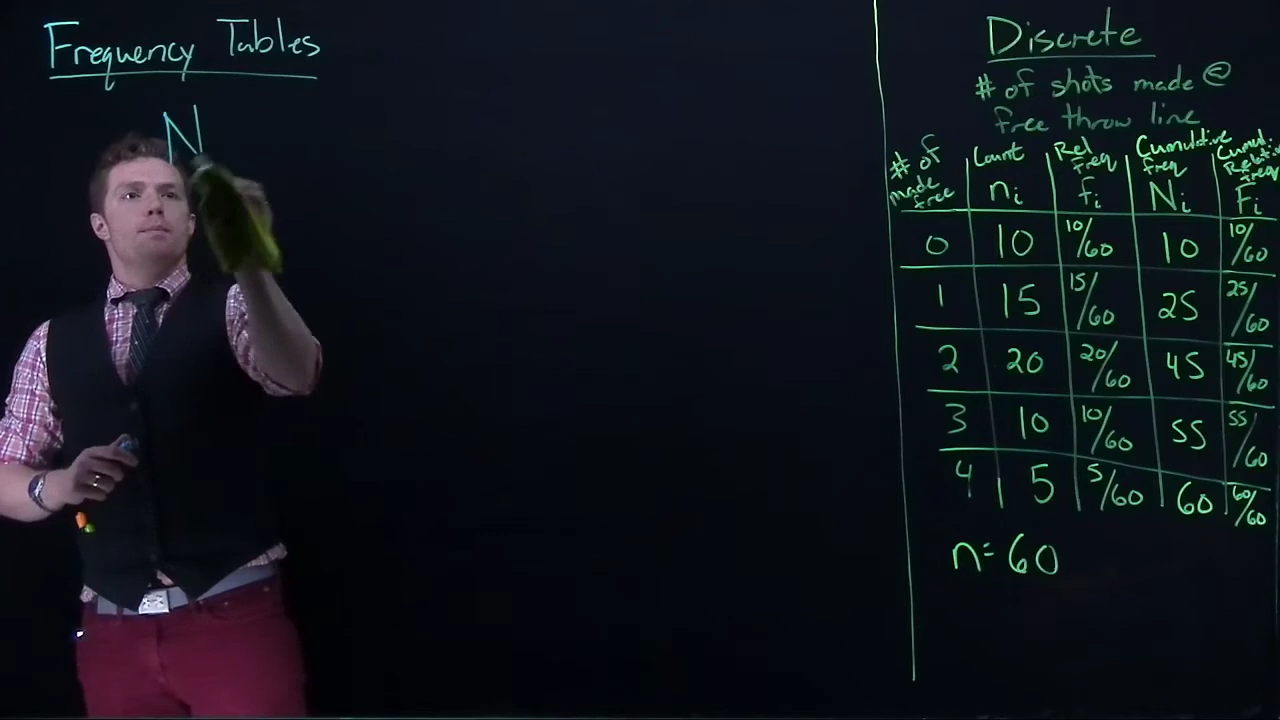 Frequency Tables
N
Discrete
# of shots made @
free throw line
# of made free | Count nᵢ | Rel freq fᵢ | Cumulative freq Nᵢ | Cumul. Relative freq Fᵢ
0 | 10 | 10/60 | 10 | 10/60
1 | 15 | 15/60 | 25 | 25/60
2 | 20 | 20/60 | 45 | 45/60
3 | 10 | 10/60 | 55 | 55/60
4 | 5 | 5/60 | 60 | 60/60
n=60